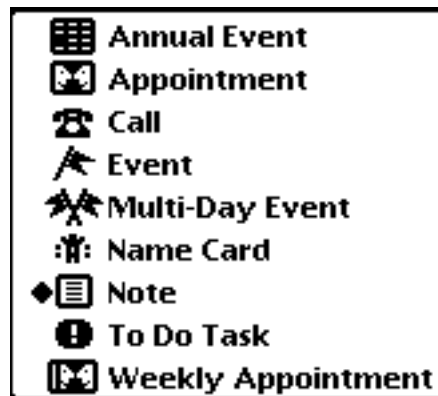 Annual Event
Appointment
Call
Event
Multi-Day Event
Name Card
Note
To Do Task
Weekly Appointment